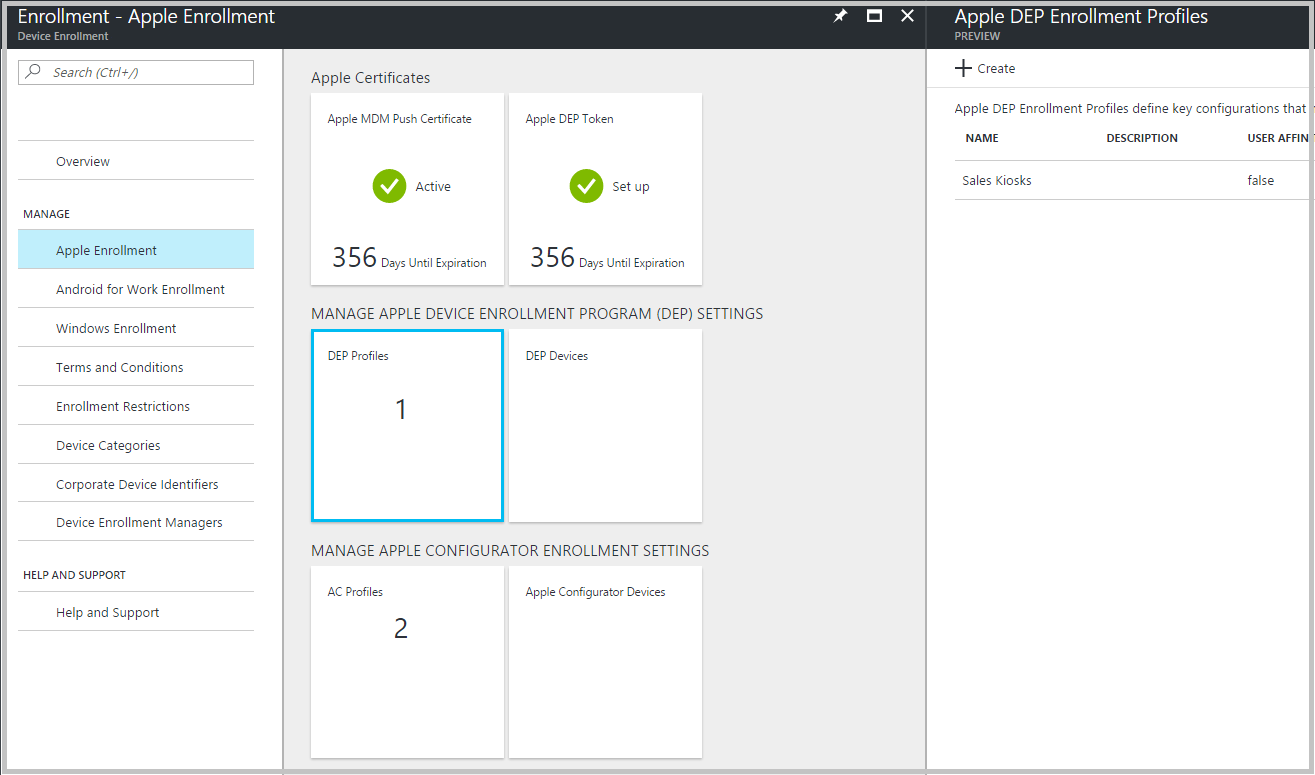 Enrollment - Apple Enrollment
Device Enrollment
Search (Ctrl+/)
Overview
MANAGE
Apple Enrollment
Android for Work Enrollment
Windows Enrollment
Terms and Conditions
Enrollment Restrictions
Device Categories
Corporate Device Identifiers
Device Enrollment Managers
HELP AND SUPPORT
Help and Support
Apple Certificates
Apple MDM Push Certificate
Active
356 Days Until Expiration
Apple DEP Token
Set up
356 Days Until Expiration
MANAGE APPLE DEVICE ENROLLMENT PROGRAM (DEP) SETTINGS
DEP Profiles
1
DEP Devices
MANAGE APPLE CONFIGURATOR ENROLLMENT SETTINGS
AC Profiles
2
Apple Configurator Devices
Apple DEP Enrollment Profiles
PREVIEW
Create
Apple DEP Enrollment Profiles define key configurations that
NAME DESCRIPTION USER AFFIN
Sales Kiosks false